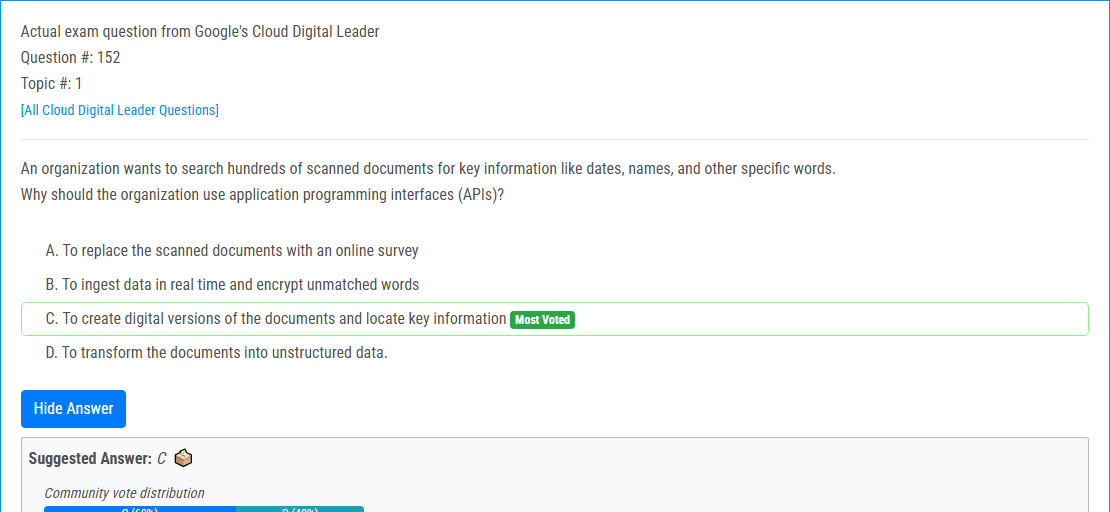 Actual exam question from Google's Cloud Digital Leader
Question #: 152
Topic #: 1
[All Cloud Digital Leader Questions]
An organization wants to search hundreds of scanned documents for key information like dates, names, and other specific words.
Why should the organization use application programming interfaces (APIs)?
A. To replace the scanned documents with an online survey
B. To ingest data in real time and encrypt unmatched words
C. To create digital versions of the documents and locate key information Most Voted
D. To transform the documents into unstructured data.
Hide Answer
Suggested Answer: C
Community vote distribution